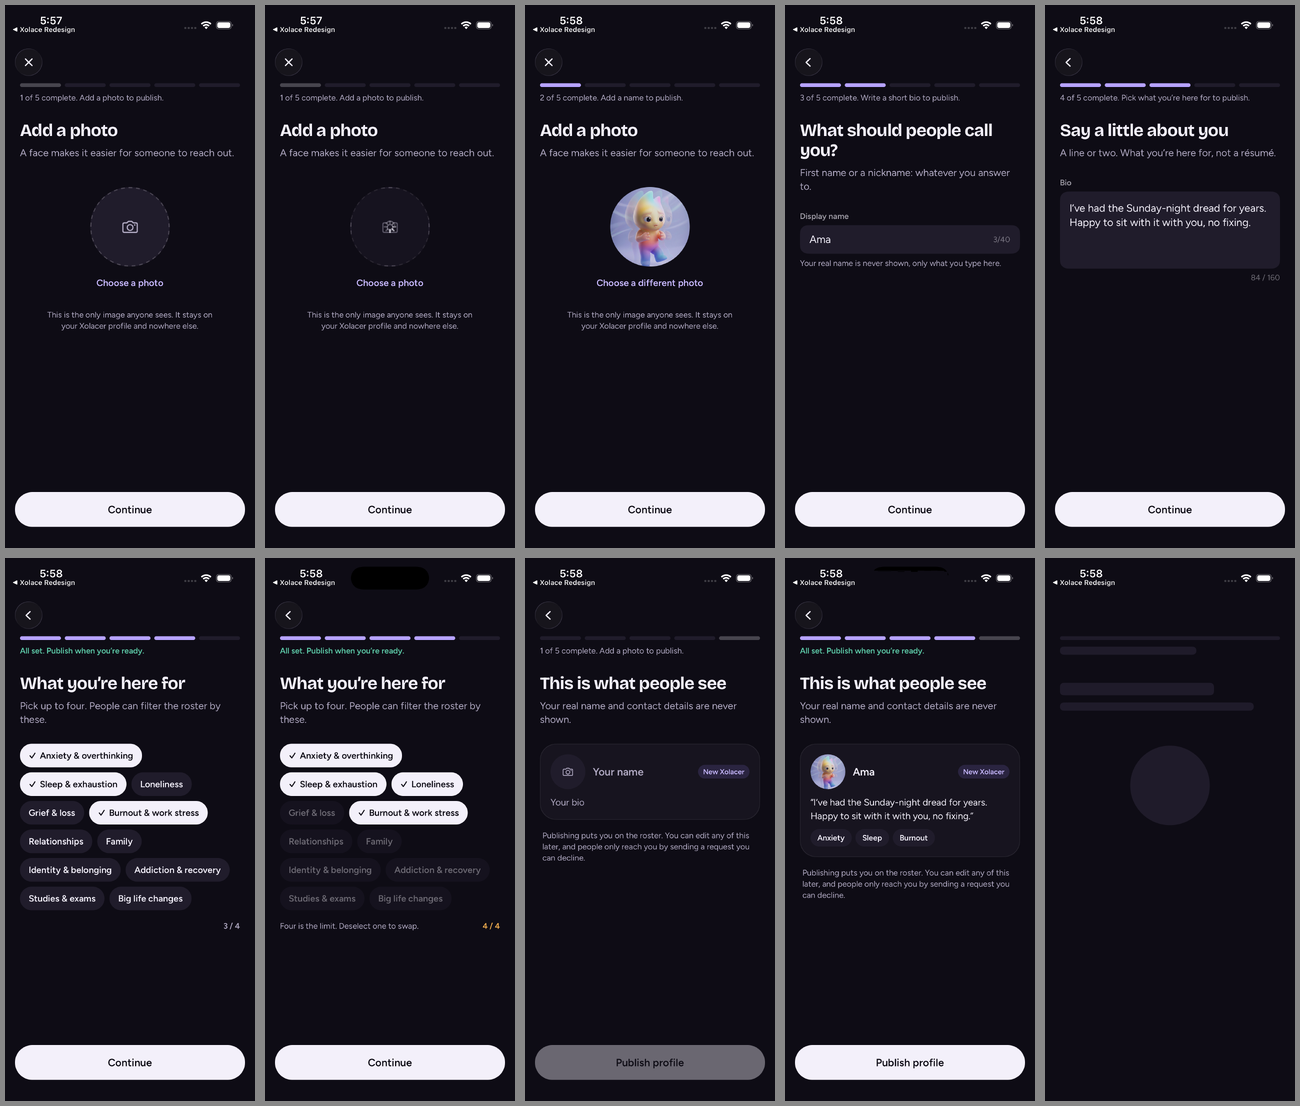 5:57
◀ Xolace Redesign
1 of 5 complete. Add a photo to publish.
Add a photo
A face makes it easier for someone to reach out.
Choose a photo
This is the only image anyone sees. It stays on
your Xolacer profile and nowhere else.
Continue
5:57
◀ Xolace Redesign
1 of 5 complete. Add a photo to publish.
Add a photo
A face makes it easier for someone to reach out.
Choose a photo
This is the only image anyone sees. It stays on
your Xolacer profile and nowhere else.
Continue
5:58
◀ Xolace Redesign
2 of 5 complete. Add a name to publish.
Add a photo
A face makes it easier for someone to reach out.
Choose a different photo
This is the only image anyone sees. It stays on
your Xolacer profile and nowhere else.
Continue
5:58
◀ Xolace Redesign
3 of 5 complete. Write a short bio to publish.
What should people call
you?
First name or a nickname: whatever you answer
to.
Display name
Ama
3/40
Your real name is never shown, only what you type here.
Continue
5:58
◀ Xolace Redesign
4 of 5 complete. Pick what you're here for to publish.
Say a little about you
A line or two. What you're here for, not a résumé.
Bio
I've had the Sunday-night dread for years.
Happy to sit with it with you, no fixing.
84 / 160
Continue
5:58
◀ Xolace Redesign
All set. Publish when you're ready.
What you're here for
Pick up to four. People can filter the roster by
these.
Anxiety & overthinking
Sleep & exhaustion
Loneliness
Grief & loss
Burnout & work stress
Relationships
Family
Identity & belonging
Addiction & recovery
Studies & exams
Big life changes
3 / 4
Continue
5:58
◀ Xolace Redesign
All set. Publish when you're ready.
What you're here for
Pick up to four. People can filter the roster by
these.
Anxiety & overthinking
Sleep & exhaustion
Loneliness
Grief & loss
Burnout & work stress
Relationships
Family
Identity & belonging
Addiction & recovery
Studies & exams
Big life changes
Four is the limit. Deselect one to swap.
4 / 4
Continue
5:58
◀ Xolace Redesign
1 of 5 complete. Add a photo to publish.
This is what people see
Your real name and contact details are never
shown.
Your name
New Xolacer
Your bio
Publishing puts you on the roster. You can edit any of this
later, and people only reach you by sending a request you
can decline.
Publish profile
5:58
◀ Xolace Redesign
All set. Publish when you're ready.
This is what people see
Your real name and contact details are never
shown.
Ama
New Xolacer
"I've had the Sunday-night dread for years.
Happy to sit with it with you, no fixing."
Anxiety
Sleep
Burnout
Publishing puts you on the roster. You can edit any of this
later, and people only reach you by sending a request you
can decline.
Publish profile
5:58
◀ Xolace Redesign